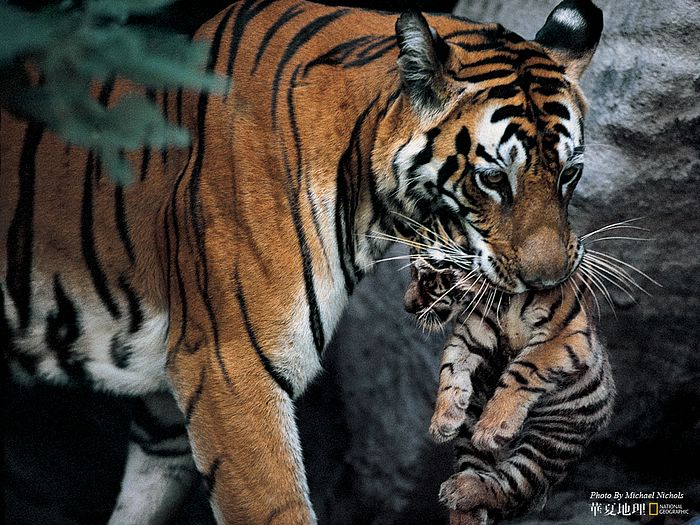 Photo By Michael Nichols
華夏地理 NATIONAL GEOGRAPHIC